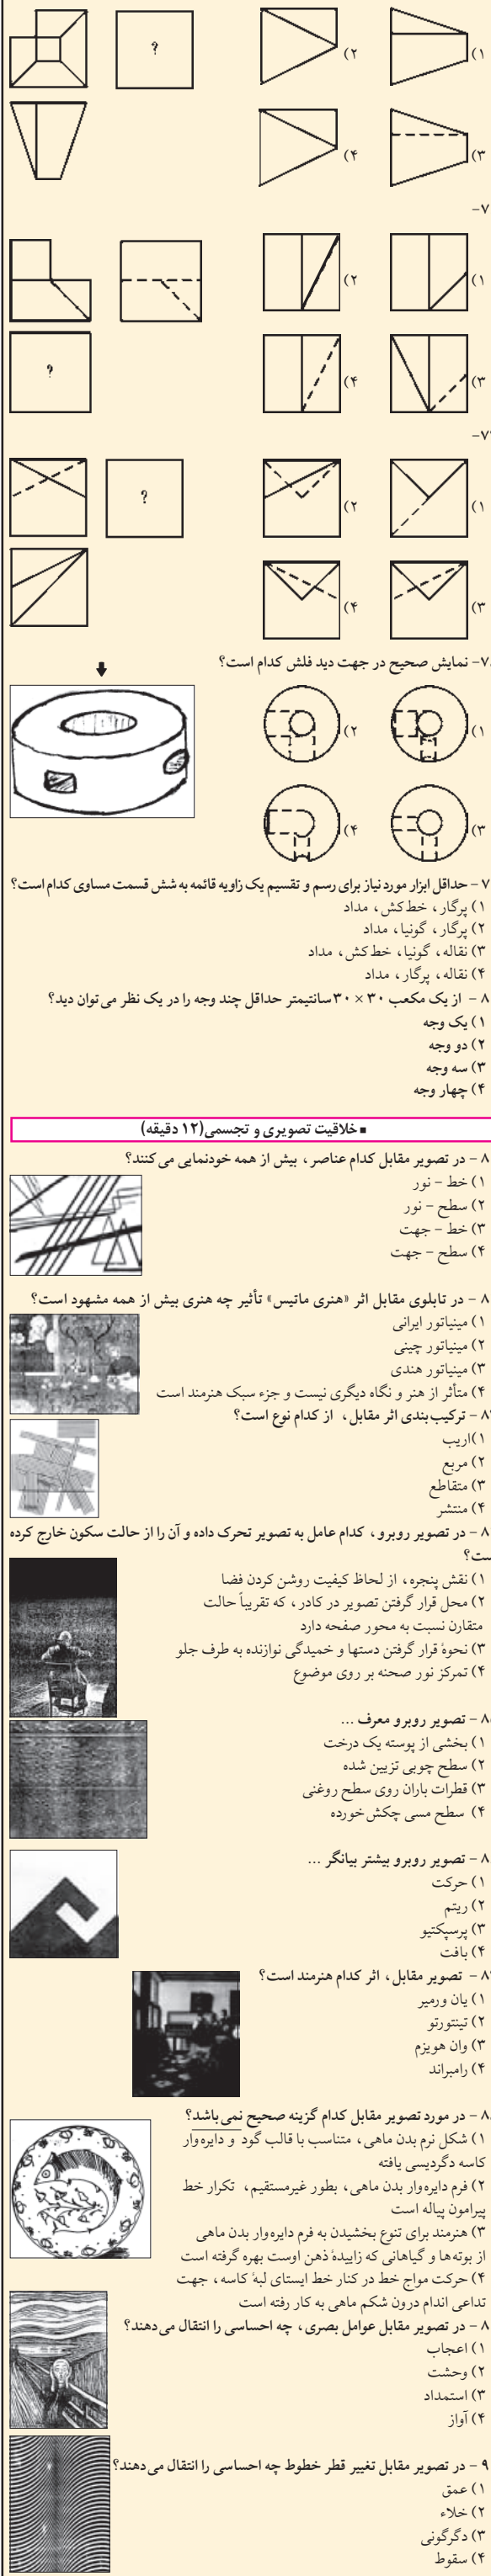 ؟
۲)
۱)
۴)
۳)
۷-
۲)
۱)
؟
۴)
۳)
۷-
؟
۲)
۱)
۴)
۳)
۷- نمایش صحیح در جهت دید فلش کدام است؟
۲)
۱)
۴)
۳)
۷- حداقل ابزار مورد نیاز برای رسم و تقسیم یک زاویه قائمه به شش قسمت مساوی کدام است؟
۱) پرگار، خط‌کش، مداد
۲) پرگار، گونیا، مداد
۳) نقاله، گونیا، خط‌کش، مداد
۴) نقاله، پرگار، مداد
۸- از یک مکعب ۳۰ × ۳۰ سانتیمتر حداقل چند وجه را در یک نظر می‌توان دید؟
۱) یک وجه
۲) دو وجه
۳) سه وجه
۴) چهار وجه
▪ خلاقیت تصویری و تجسمی(۱۲ دقیقه)
۸- در تصویر مقابل کدام عناصر، بیش از همه خودنمایی می‌کنند؟
۱) خط - نور
۲) سطح - نور
۳) خط - جهت
۴) سطح - جهت
۸- در تابلوی مقابل اثر «هنری ماتیس» تأثیر چه هنری بیش از همه مشهود است؟
۱) مینیاتور ایرانی
۲) مینیاتور چینی
۳) مینیاتور هندی
۴) متأثر از هنر و نگاه دیگری نیست و جزء سبک هنرمند است
- ترکیب‌بندی اثر مقابل، از کدام نوع است؟
۱)اریب
۲) مربع
۳) متقاطع
۴) منتشر
۸- در تصویر روبرو، کدام عامل به تصویر تحرک داده و آن را از حالت سکون خارج کرده
ست؟
۱) نقش پنجره، از لحاظ کیفیت روشن کردن فضا
۲) محل قرار گرفتن تصویر در کادر، که تقریباً حالت
متقارن نسبت به محور صفحه دارد
۳) نحوهٔ قرار گرفتن دستها و خمیدگی نوازنده به طرف جلو
۴) تمرکز نور صحنه بر روی موضوع
۸- تصویر روبرو معرف ...
۱) بخشی از پوسته یک درخت
۲) سطح چوبی تزیین شده
۳) قطرات باران روی سطح روغنی
۴) سطح مسی چکش‌خورده
۸- تصویر روبرو بیشتر بیانگر ...
۱) حرکت
۲) ریتم
۳) پرسپکتیو
۴) بافت
۸- تصویر مقابل، اثر کدام هنرمند است؟
۱) یان ورمیر
۲) تینتورتو
۳) وان هویزم
۴) رامبراند
۸- در مورد تصویر مقابل کدام گزینه صحیح نمی‌باشد؟
۱) شکل نرم بدن ماهی، متناسب با قالب گود و دایره‌وار
کاسه دگردیسی یافته
۲) فرم دایره‌وار بدن ماهی، بطور غیرمستقیم، تکرار خط
پیرامون پیاله است
۳) هنرمند برای تنوع بخشیدن به فرم دایره‌وار بدن ماهی
از بوته‌ها و گیاهانی که زاییدهٔ ذهن اوست بهره گرفته است
۴) حرکت مواج خط در کنار خط ایستای لبهٔ کاسه، جهت
تداعی اندام درون شکم ماهی به کار رفته است
۸- در تصویر مقابل عوامل بصری، چه احساسی را انتقال می‌دهند؟
۱) اعجاب
۲) وحشت
۳) استمداد
۴) آواز
۹- در تصویر مقابل تغییر قطر خطوط چه احساسی را انتقال می‌دهند؟
۱) عمق
۲) خلاء
۳) دگرگونی
۴) سقوط